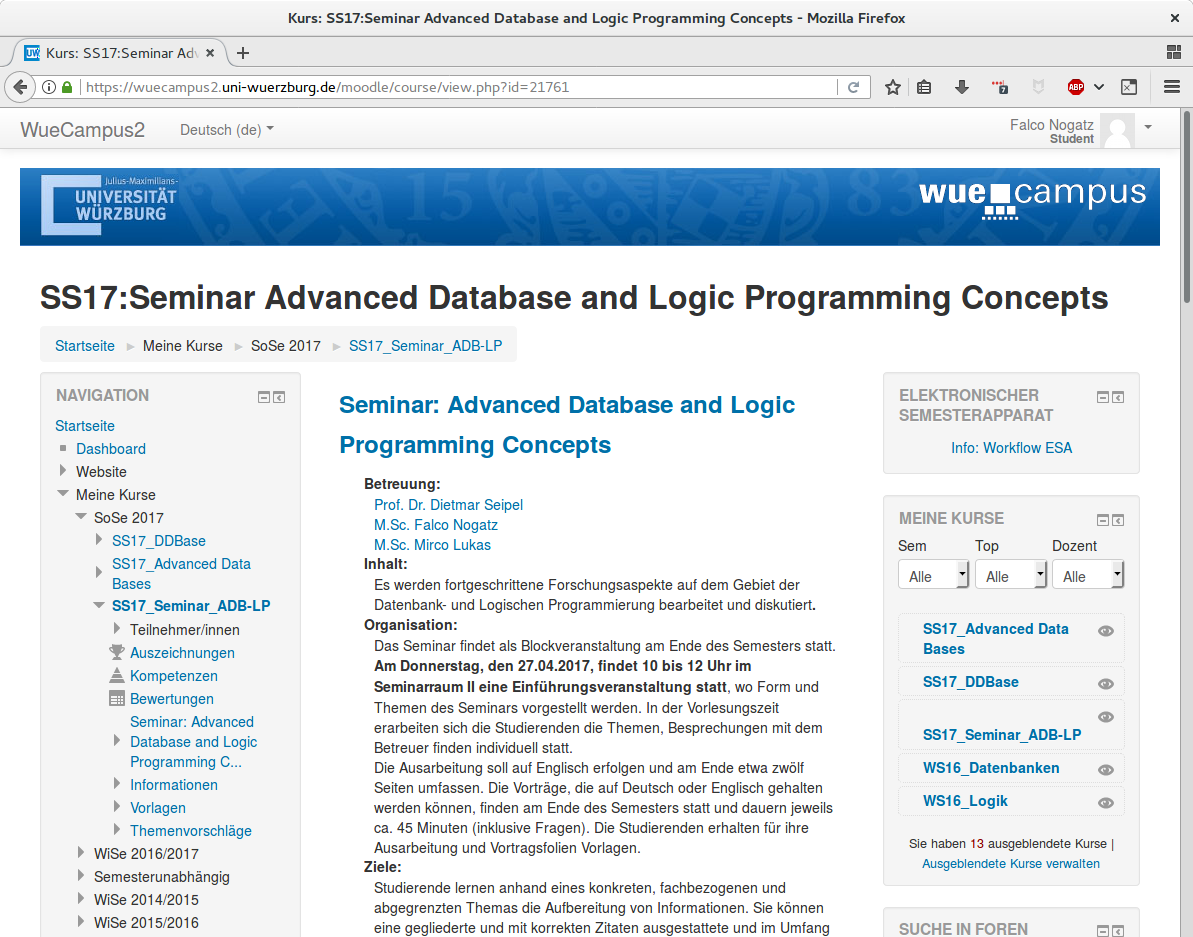 Kurs: SS17:Seminar Advanced Database and Logic Programming Concepts - Mozilla Firefox
Kurs: SS17:Seminar Adv
https://wuecampus2.uni-wuerzburg.de/moodle/course/view.php?id=21761
7
ABP
WueCampus2
Deutsch (de)
Falco Nogatz
Student
Julius-Maximilians-
UNIVERSITÄT
WÜRZBURG
wuecampus
SS17:Seminar Advanced Database and Logic Programming Concepts
Startseite ► Meine Kurse ► SoSe 2017 ► SS17_Seminar_ADB-LP
NAVIGATION
Startseite
Dashboard
Website
Meine Kurse
SoSe 2017
SS17_DDBase
SS17_Advanced Data
Bases
SS17_Seminar_ADB-LP
Teilnehmer/innen
Auszeichnungen
Kompetenzen
Bewertungen
Seminar: Advanced
Database and Logic
Programming C...
Informationen
Vorlagen
Themenvorschläge
WiSe 2016/2017
Semesterunabhängig
WiSe 2014/2015
WiSe 2015/2016
Seminar: Advanced Database and Logic
Programming Concepts
Betreuung:
Prof. Dr. Dietmar Seipel
M.Sc. Falco Nogatz
M.Sc. Mirco Lukas
Inhalt:
Es werden fortgeschrittene Forschungsaspekte auf dem Gebiet der
Datenbank- und Logischen Programmierung bearbeitet und diskutiert.
Organisation:
Das Seminar findet als Blockveranstaltung am Ende des Semesters statt.
Am Donnerstag, den 27.04.2017, findet 10 bis 12 Uhr im
Seminarraum II eine Einführungsveranstaltung statt, wo Form und
Themen des Seminars vorgestellt werden. In der Vorlesungszeit
erarbeiten sich die Studierenden die Themen, Besprechungen mit dem
Betreuer finden individuell statt.
Die Ausarbeitung soll auf Englisch erfolgen und am Ende etwa zwölf
Seiten umfassen. Die Vorträge, die auf Deutsch oder Englisch gehalten
werden können, finden am Ende des Semesters statt und dauern jeweils
ca. 45 Minuten (inklusive Fragen). Die Studierenden erhalten für ihre
Ausarbeitung und Vortragsfolien Vorlagen.
Ziele:
Studierende lernen anhand eines konkreten, fachbezogenen und
abgegrenzten Themas die Aufbereitung von Informationen. Sie können
eine gegliederte und mit korrekten Zitaten ausgestattete und im Umfang
ELEKTRONISCHER
SEMESTERAPPARAT
Info: Workflow ESA
MEINE KURSE
Sem Top Dozent
Alle Alle Alle
SS17_Advanced Data
Bases
SS17_DDBase
SS17_Seminar_ADB-LP
WS16_Datenbanken
WS16_Logik
Sie haben 13 ausgeblendete Kurse |
Ausgeblendete Kurse verwalten
SUCHE IN FOREN